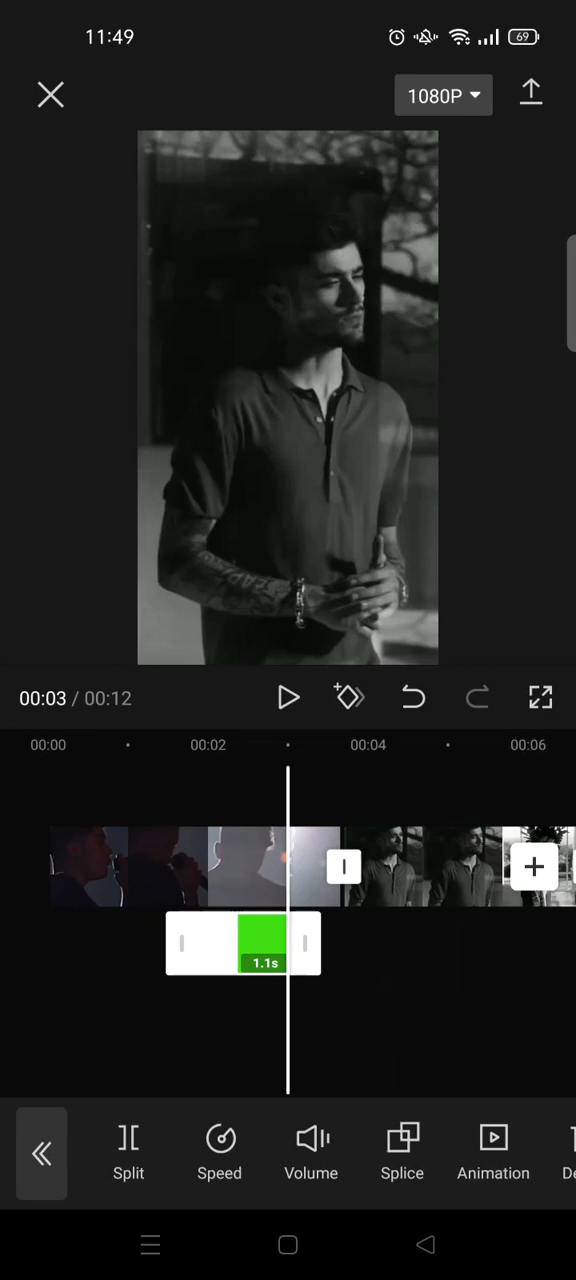 11:49
69
1080P
00:03 / 00:12
00:00 00:02 00:04 00:06
1.1s
Split Speed Volume Splice Animation De